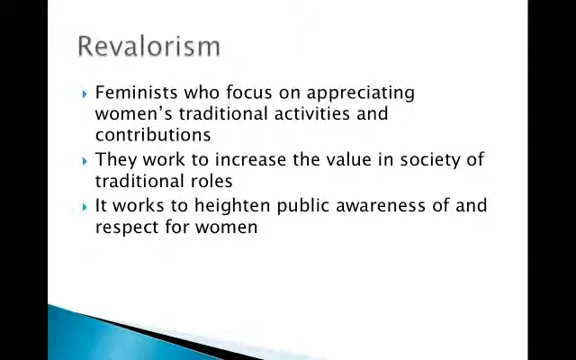 Revalorism
Feminists who focus on appreciating
women's traditional activities and
contributions
They work to increase the value in society of
traditional roles
It works to heighten public awareness of and
respect for women